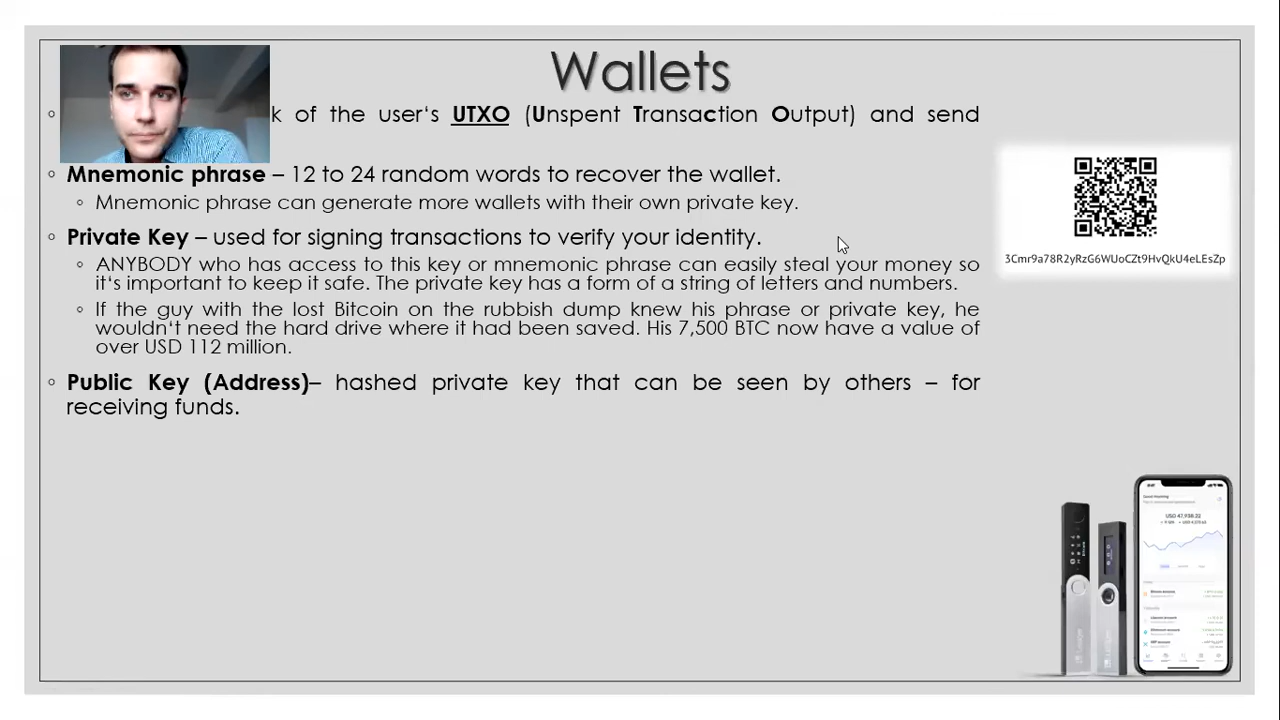 Wallets
k of the user‘s UTXO (Unspent Transaction Output) and send
Mnemonic phrase – 12 to 24 random words to recover the wallet.
Mnemonic phrase can generate more wallets with their own private key.
Private Key – used for signing transactions to verify your identity.
ANYBODY who has access to this key or mnemonic phrase can easily steal your money so
it‘s important to keep it safe. The private key has a form of a string of letters and numbers.
If the guy with the lost Bitcoin on the rubbish dump knew his phrase or private key, he
wouldn‘t need the hard drive where it had been saved. His 7,500 BTC now have a value of
over USD 112 million.
Public Key (Address)– hashed private key that can be seen by others – for
receiving funds.
3Cmr9a78R2yRzG6WUoCZt9HvQkU4eLEsZp